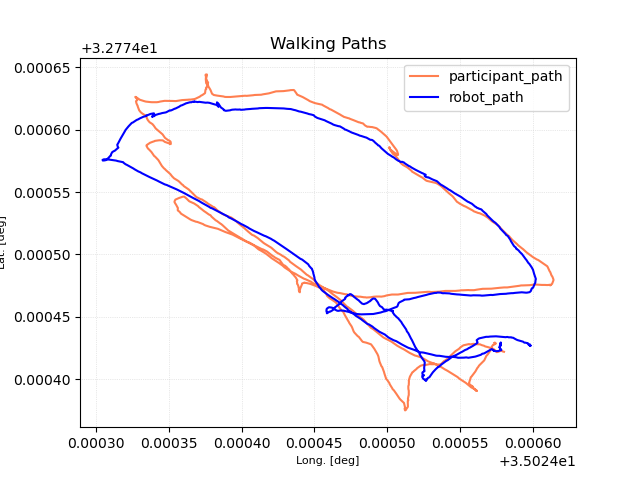 Walking Paths
+3.2774e1
participant_path
robot_path
0.00065
0.00060
0.00055
0.00050
0.00045
0.00040
Lat. [deg]
0.00030 0.00035 0.00040 0.00045 0.00050 0.00055 0.00060
Long. [deg]
+3.5024e1